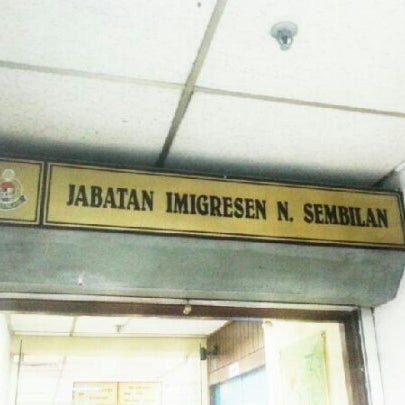 JABATAN IMIGRESEN N. SEMBILAN